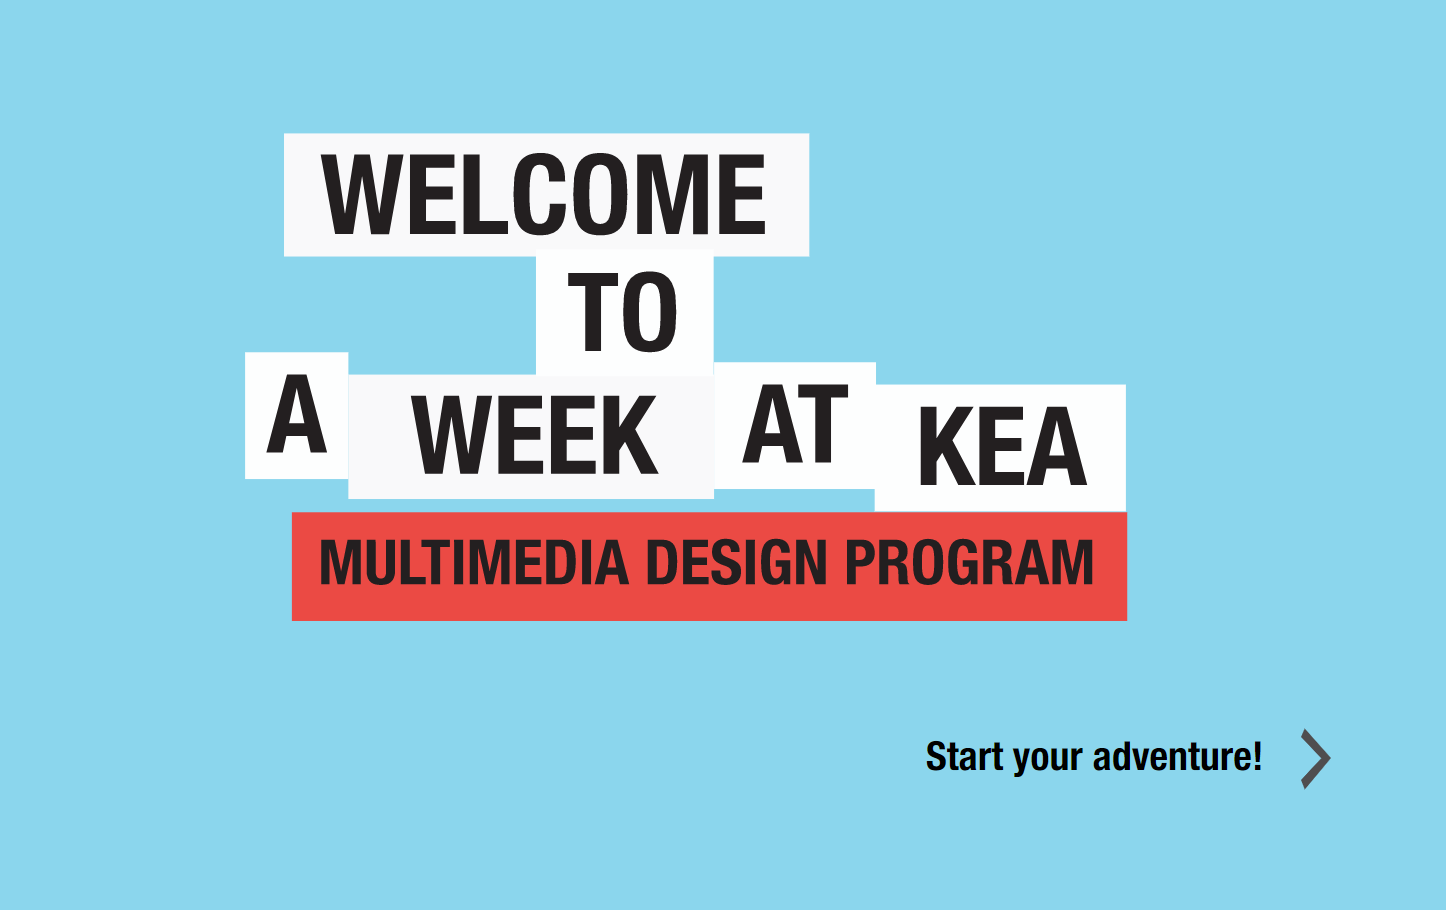 WELCOME
TO
A WEEK AT KEA
MULTIMEDIA DESIGN PROGRAM
Start your adventure!